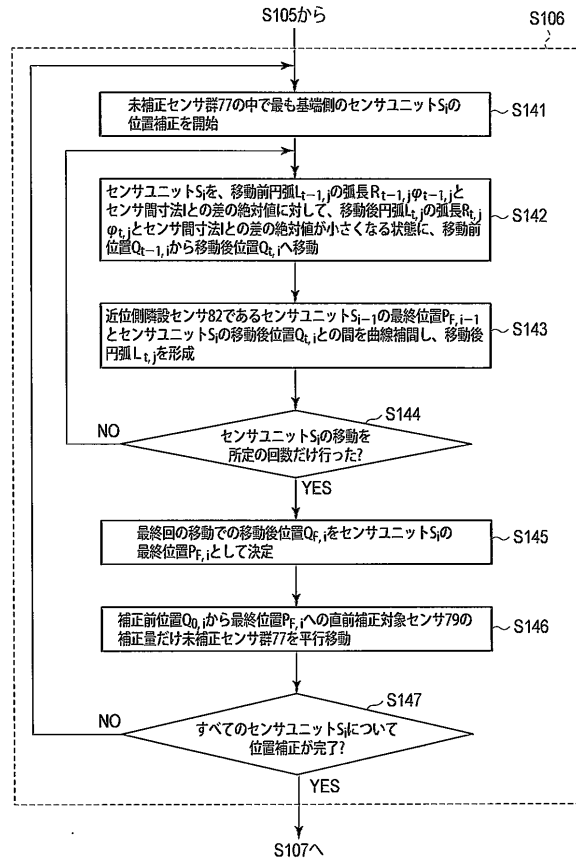 S105から
S106
未補正センサ群77の中で最も基端側のセンサユニットSiの
位置補正を開始
S141
センサユニットSiを、移動前円弧Lt-1, jの弧長Rt-1, jφt-1, jと
センサ間寸法lとの差の絶対値に対して、移動後円弧Lt, jの弧長Rt, j
φt, jとセンサ間寸法lとの差の絶対値が小さくなる状態に、移動前
位置Qt-1, iから移動後位置Qt, iへ移動
S142
近位側隣設センサ82であるセンサユニットSi-1の最終位置PF, i-1
とセンサユニットSiの移動後位置Qt, iとの間を曲線補間し、移動後
円弧Lt, jを形成
S143
S144
センサユニットSiの移動を
所定の回数だけ行った?
NO
YES
最終回の移動での移動後位置QF, iをセンサユニットSiの
最終位置PF, iとして決定
S145
補正前位置Q0, iから最終位置PF, iへの直前補正対象センサ79の
補正量だけ未補正センサ群77を平行移動
S146
S147
すべてのセンサユニットSiについて
位置補正が完了?
NO
YES
S107へ